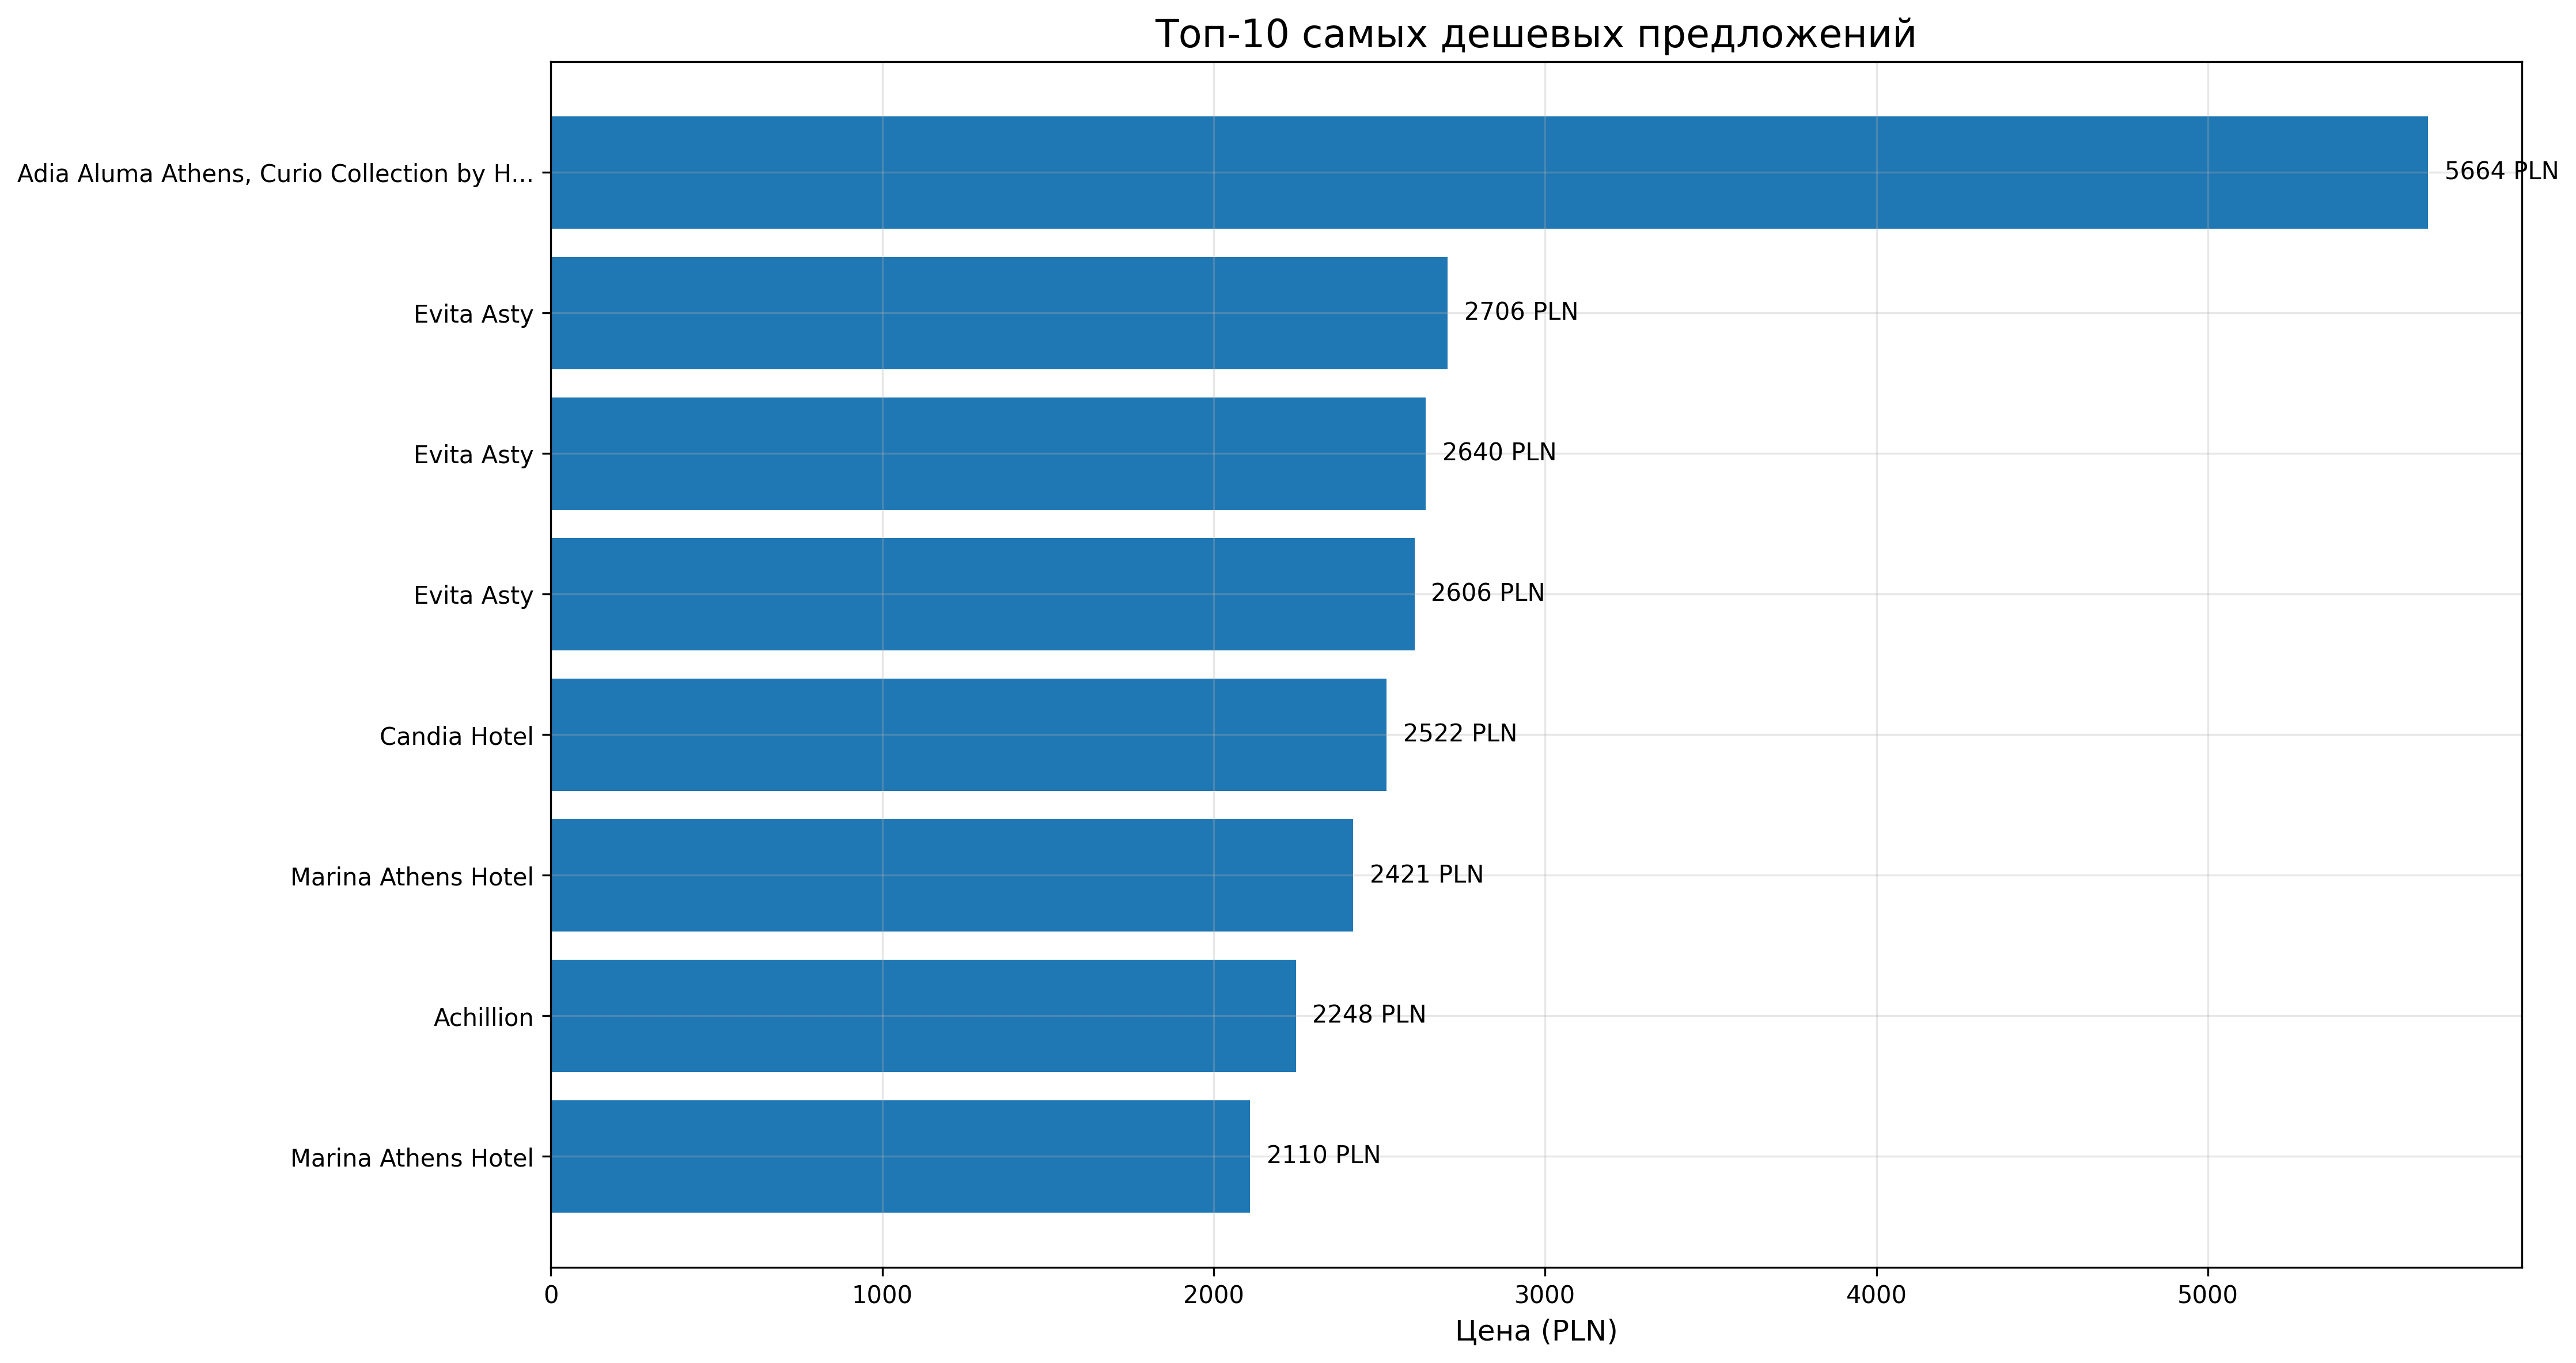 Топ-10 самых дешевых предложений
Adia Aluma Athens, Curio Collection by H...
5664 PLN
Evita Asty
2706 PLN
Evita Asty
2640 PLN
Evita Asty
2606 PLN
Candia Hotel
2522 PLN
Marina Athens Hotel
2421 PLN
Achillion
2248 PLN
Marina Athens Hotel
2110 PLN
0 1000 2000 3000 4000 5000
Цена (PLN)